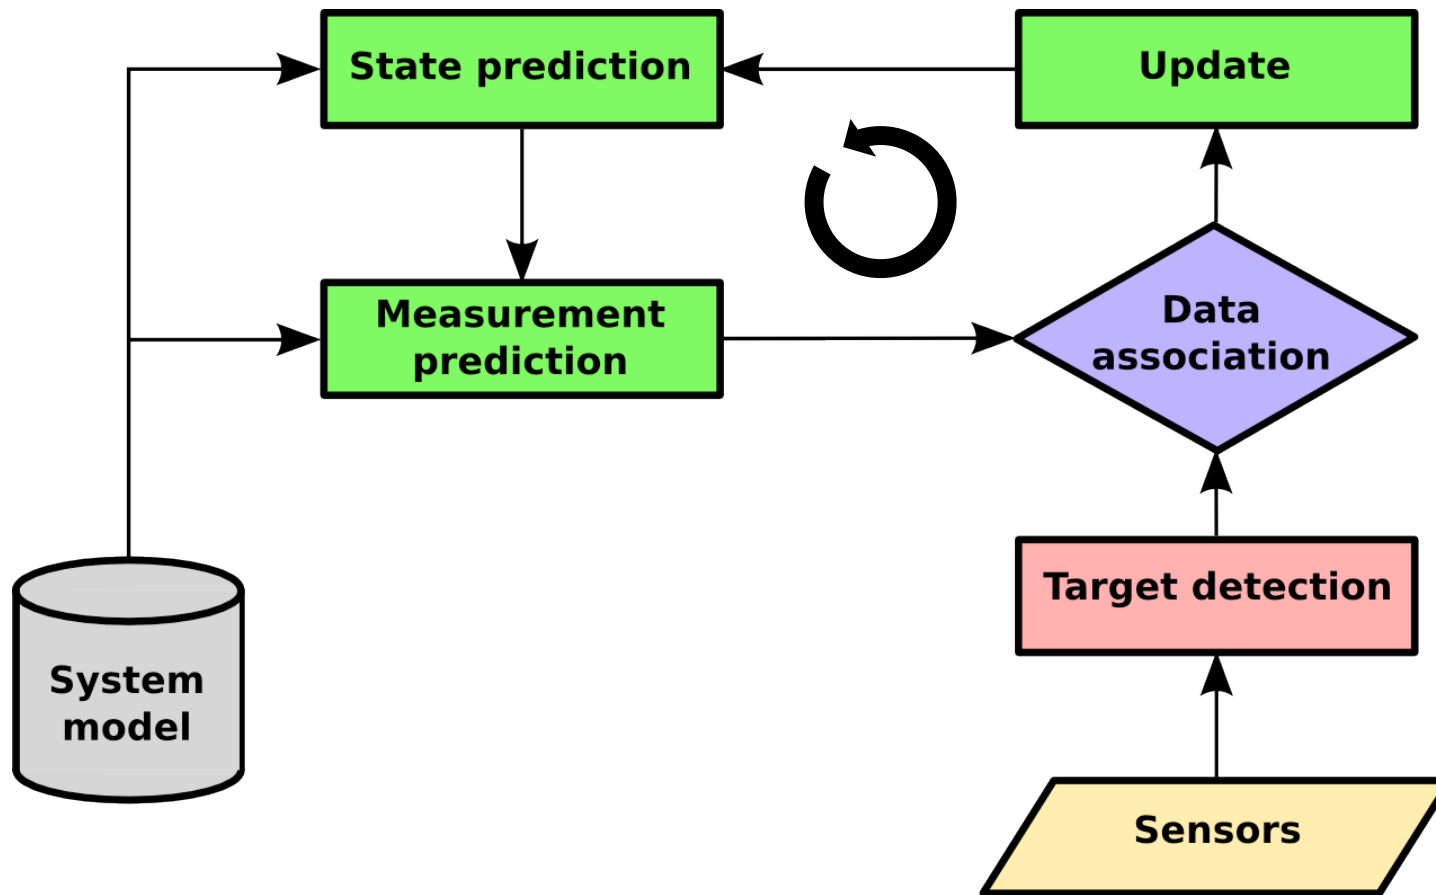 State prediction
Update
Measurement
prediction
Data
association
Target detection
System
model
Sensors